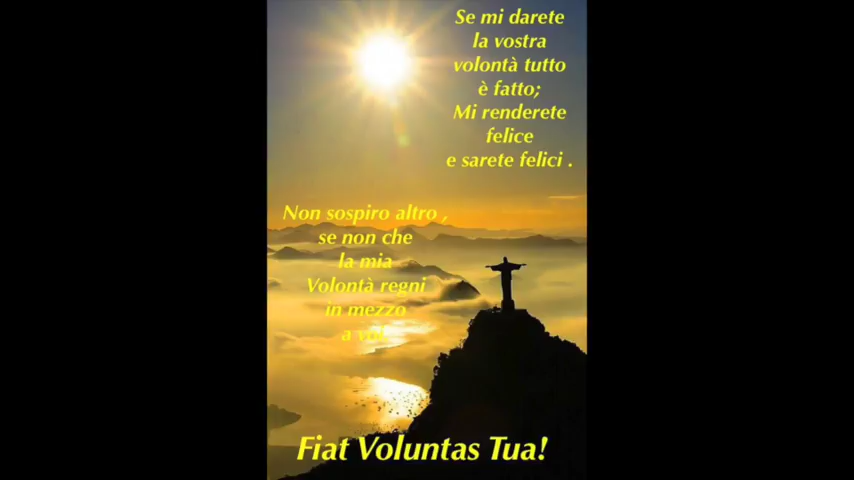 Se mi darete
la vostra
volontà tutto
è fatto;
Mi renderete
felice
e sarete felici .
Non sospiro altro ,
se non che
la mia
Volontà regni
in mezzo
a voi
Fiat Voluntas Tua!